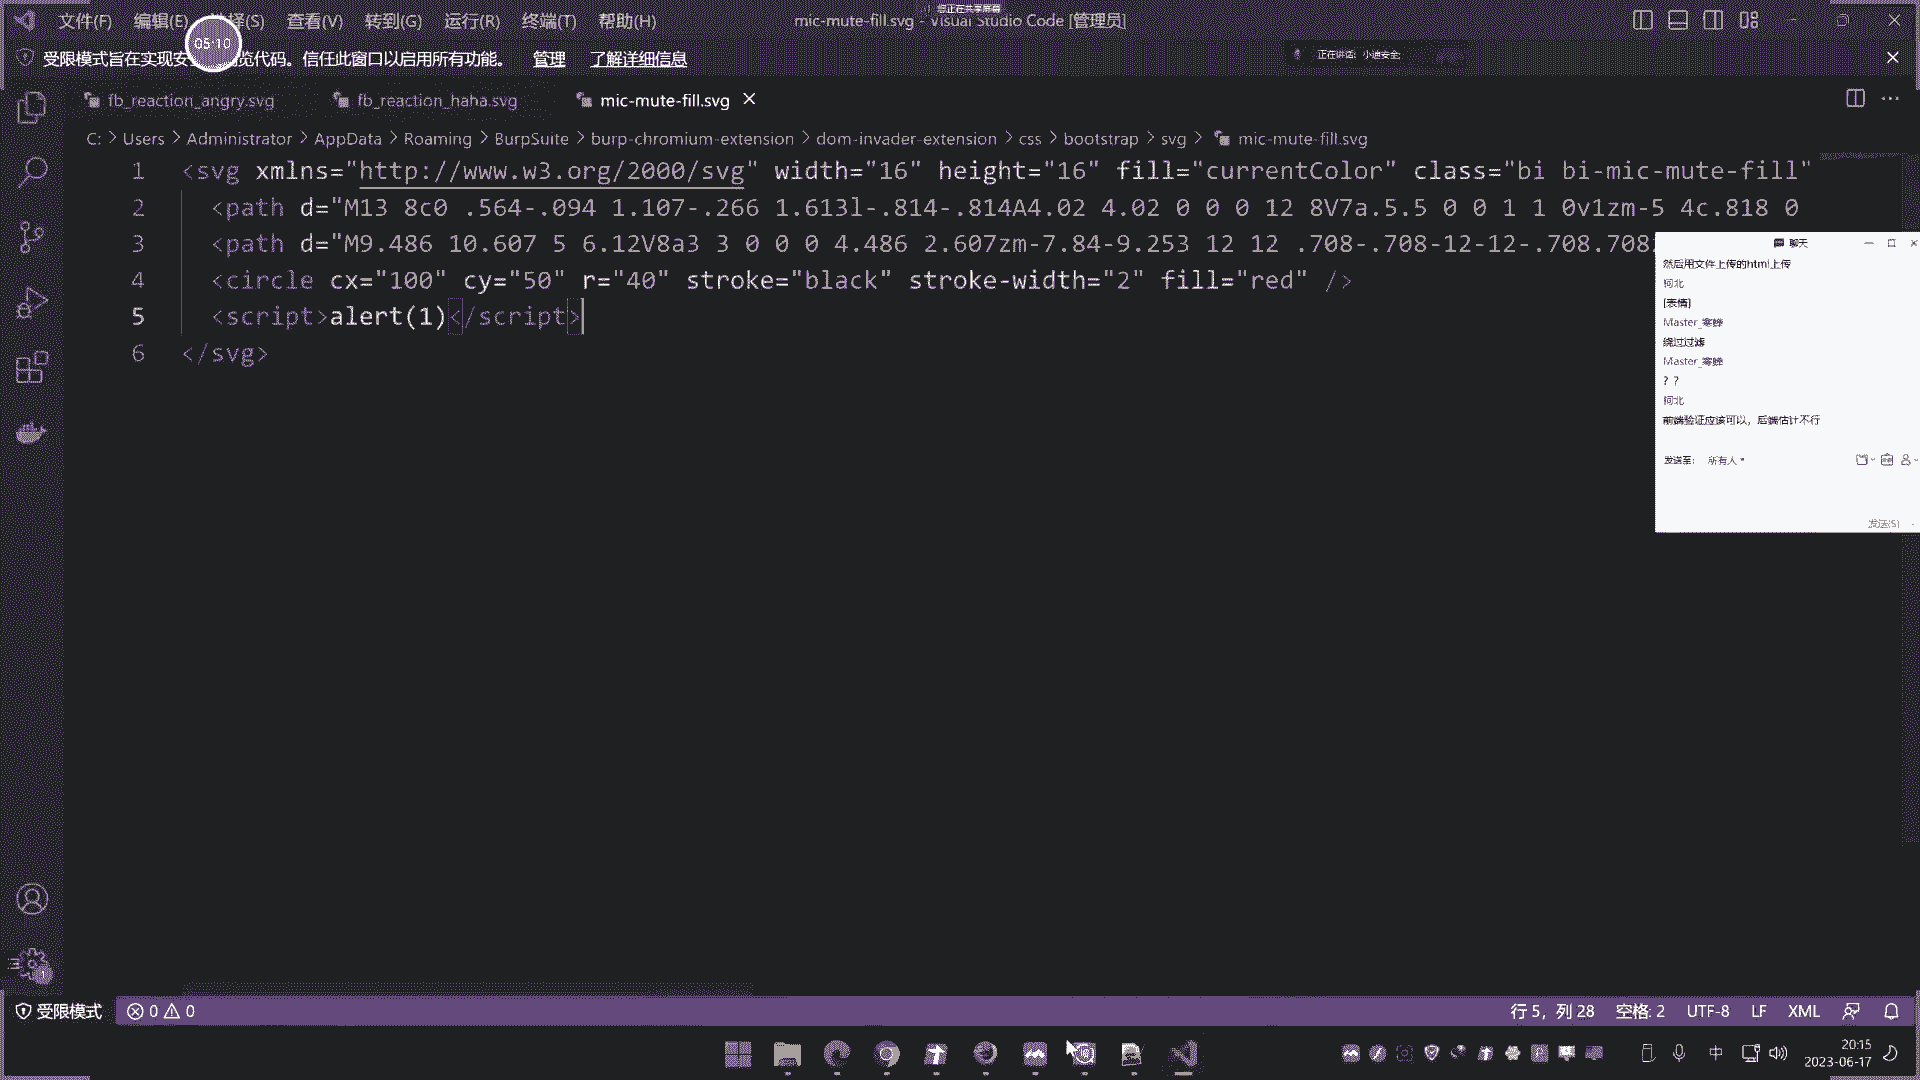 文件(F) 编辑(E) 选择(S) 查看(V) 转到(G) 运行(R) 终端(T) 帮助(H)
mic-mute-fill.svg - Visual Studio Code [管理员]
您正在共享屏幕
05:10
受限模式旨在实现安 览代码。信任此窗口以启用所有功能。 管理 了解详细信息
正在讲话: 小迪安全
fb_reaction_angry.svg fb_reaction_haha.svg mic-mute-fill.svg
C: > Users > Administrator > AppData > Roaming > BurpSuite > burp-chromium-extension > dom-invader-extension > css > bootstrap > svg > mic-mute-fill.svg
1 <svg xmlns="http://www.w3.org/2000/svg" width="16" height="16" fill="currentColor" class="bi bi-mic-mute-fill"
2 <path d="M13 8c0 .564-.094 1.107-.266 1.613l-.814-.814A4.02 4.02 0 0 0 12 8V7a.5.5 0 0 1 1 0v1zm-5 4c.818 0
3 <path d="M9.486 10.607 5 6.12V8a3 3 0 0 0 4.486 2.607zm-7.84-9.253 12 12 .708-.708-12-12-.708.708
4 <circle cx="100" cy="50" r="40" stroke="black" stroke-width="2" fill="red" />
5 <script>alert(1)</script>
6 </svg>
聊天
然后用文件上传的html上传
柯北
[表情]
Master_寒蝉
绕过过滤
Master_寒蝉
？？
柯北
前端验证应该可以，后端估计不行
发送至: 所有人
发送(S)
1
受限模式 0 0
行 5，列 28 空格: 2 UTF-8 LF XML
中
20:15
2023-06-17